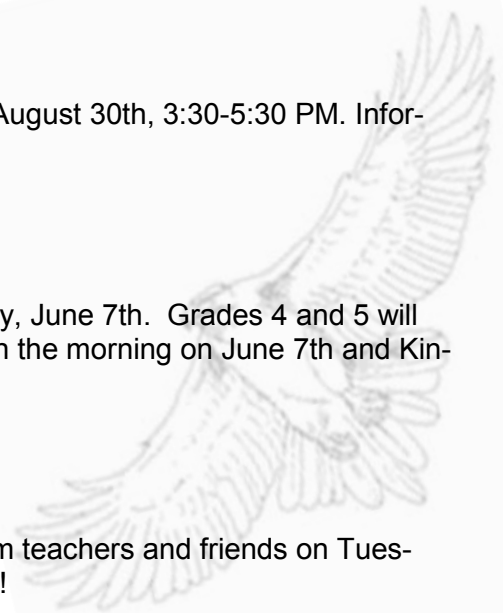 August 30th, 3:30-5:30 PM. Infor-
y, June 7th.  Grades 4 and 5 will
n the morning on June 7th and Kin-
m teachers and friends on Tues-
!